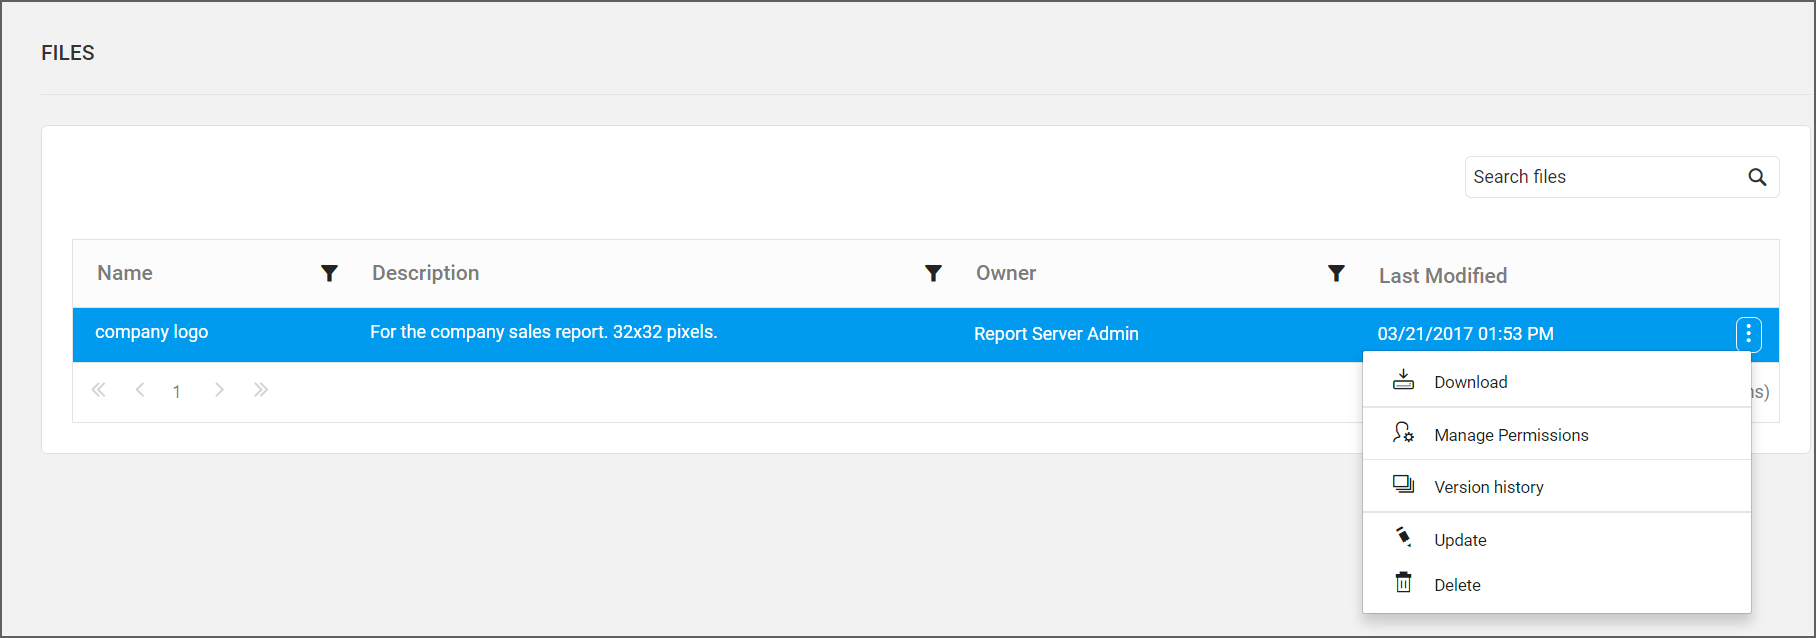 FILES
Search files
Name Description Owner Last Modified
company logo For the company sales report. 32x32 pixels. Report Server Admin 03/21/2017 01:53 PM
1
Download
Manage Permissions
Version history
Update
Delete